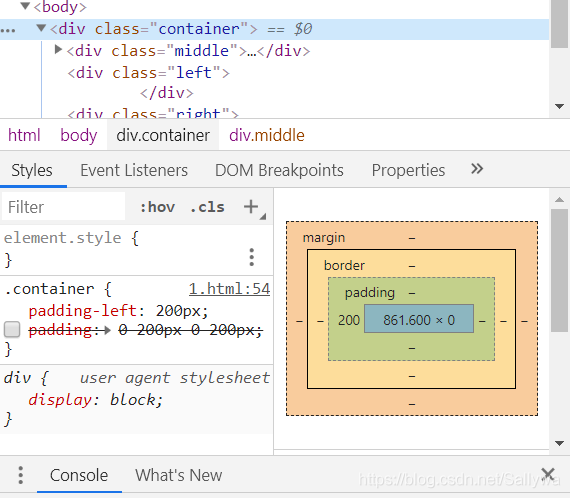 ▼<body>
... ▼<div class="container"> == $0
▶<div class="middle">…</div>
<div class="left">
</div>
<div class="right">
html body div.container div.middle
Styles Event Listeners DOM Breakpoints Properties »
Filter :hov .cls +
element.style {
}
.container { 1.html:54
padding-left: 200px;
padding:▶ 0 200px 0 200px;
}
div { user agent stylesheet
display: block;
}
margin –
border –
padding –
– – 200 861.600 × 0 – – –
–
–
–
Console What's New
https://blog.csdn.net/Sallywa